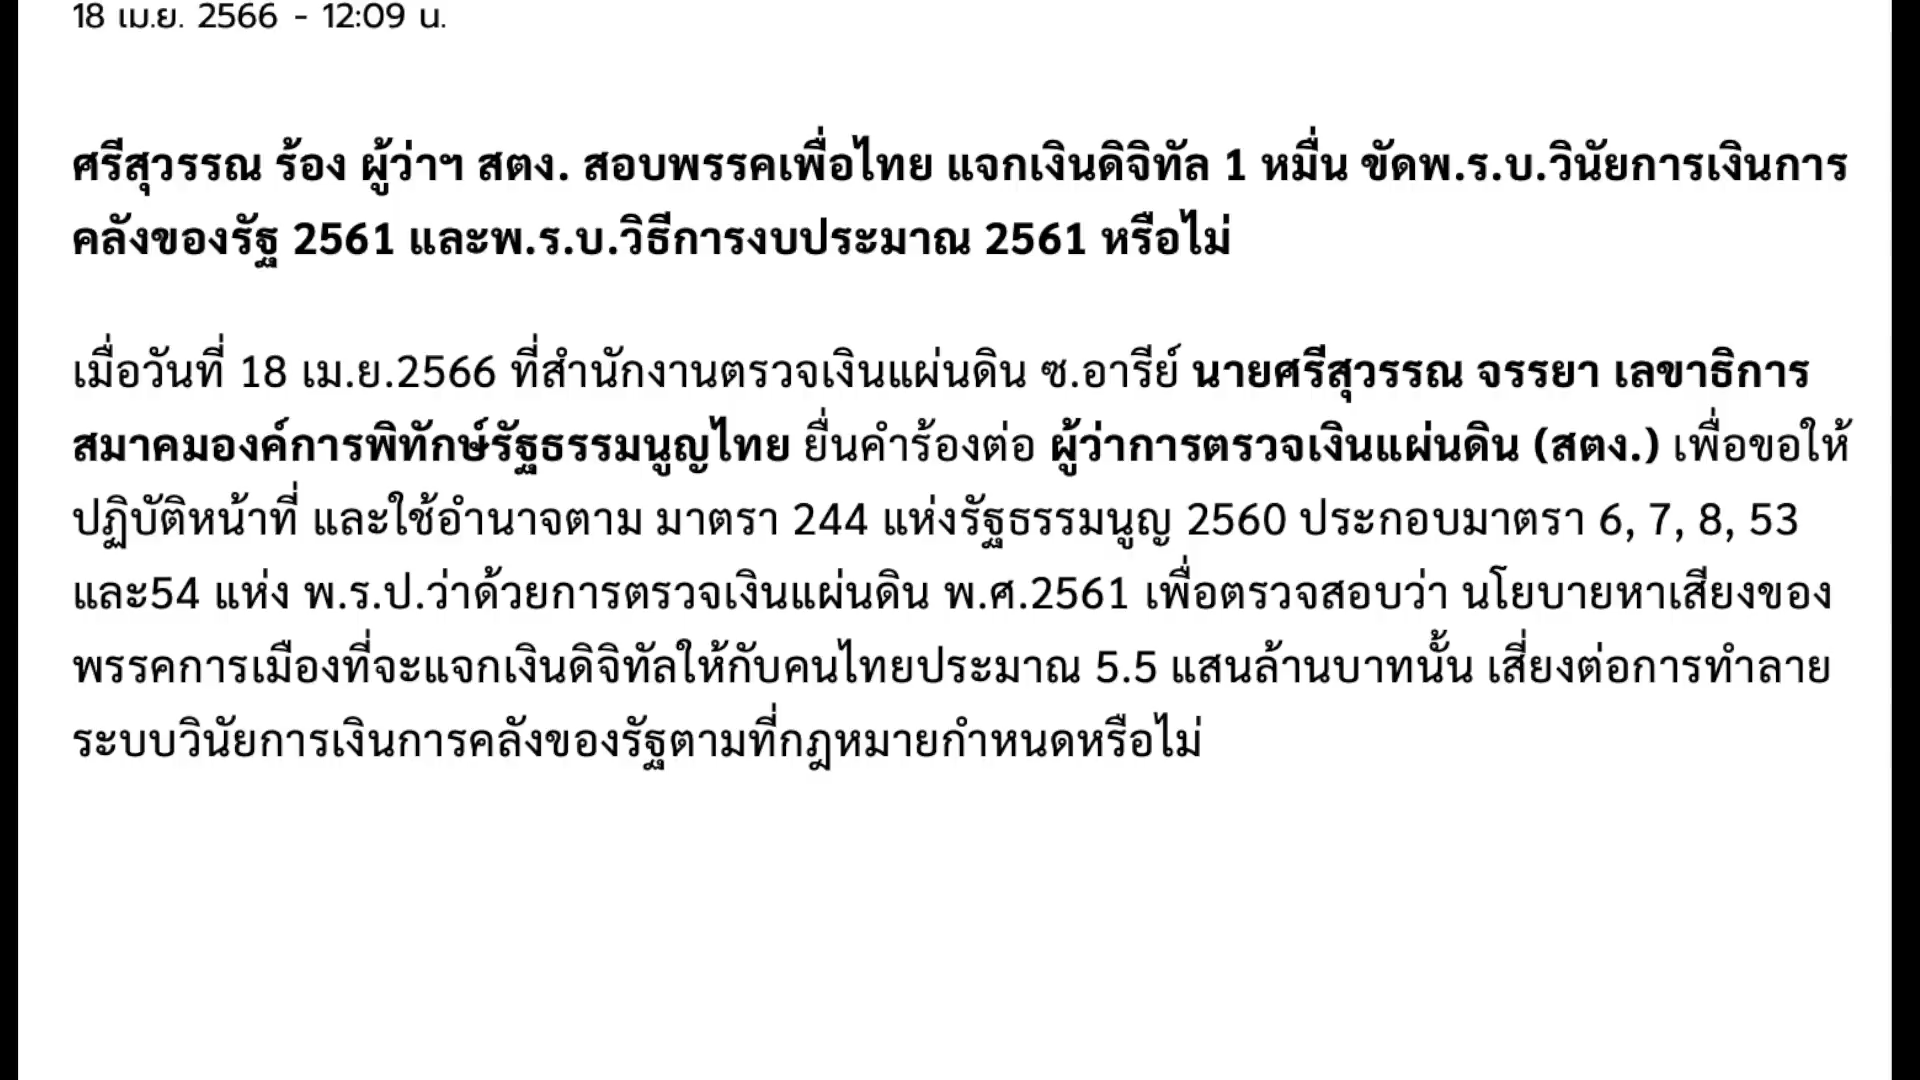 18 เม.ย. 2566 - 12:09 น.
ศรีสุวรรณ ร้อง ผู้ว่าฯ สตง. สอบพรรคเพื่อไทย แจกเงินดิจิทัล 1 หมื่น ขัดพ.ร.บ.วินัยการเงินการ
คลังของรัฐ 2561 และพ.ร.บ.วิธีการงบประมาณ 2561 หรือไม่
เมื่อวันที่ 18 เม.ย.2566 ที่สำนักงานตรวจเงินแผ่นดิน ซ.อารีย์ นายศรีสุวรรณ จรรยา เลขาธิการ
สมาคมองค์การพิทักษ์รัฐธรรมนูญไทย ยื่นคำร้องต่อ ผู้ว่าการตรวจเงินแผ่นดิน (สตง.) เพื่อขอให้
ปฏิบัติหน้าที่ และใช้อำนาจตาม มาตรา 244 แห่งรัฐธรรมนูญ 2560 ประกอบมาตรา 6, 7, 8, 53
และ54 แห่ง พ.ร.ป.ว่าด้วยการตรวจเงินแผ่นดิน พ.ศ.2561 เพื่อตรวจสอบว่า นโยบายหาเสียงของ
พรรคการเมืองที่จะแจกเงินดิจิทัลให้กับคนไทยประมาณ 5.5 แสนล้านบาทนั้น เสี่ยงต่อการทำลาย
ระบบวินัยการเงินการคลังของรัฐตามที่กฎหมายกำหนดหรือไม่